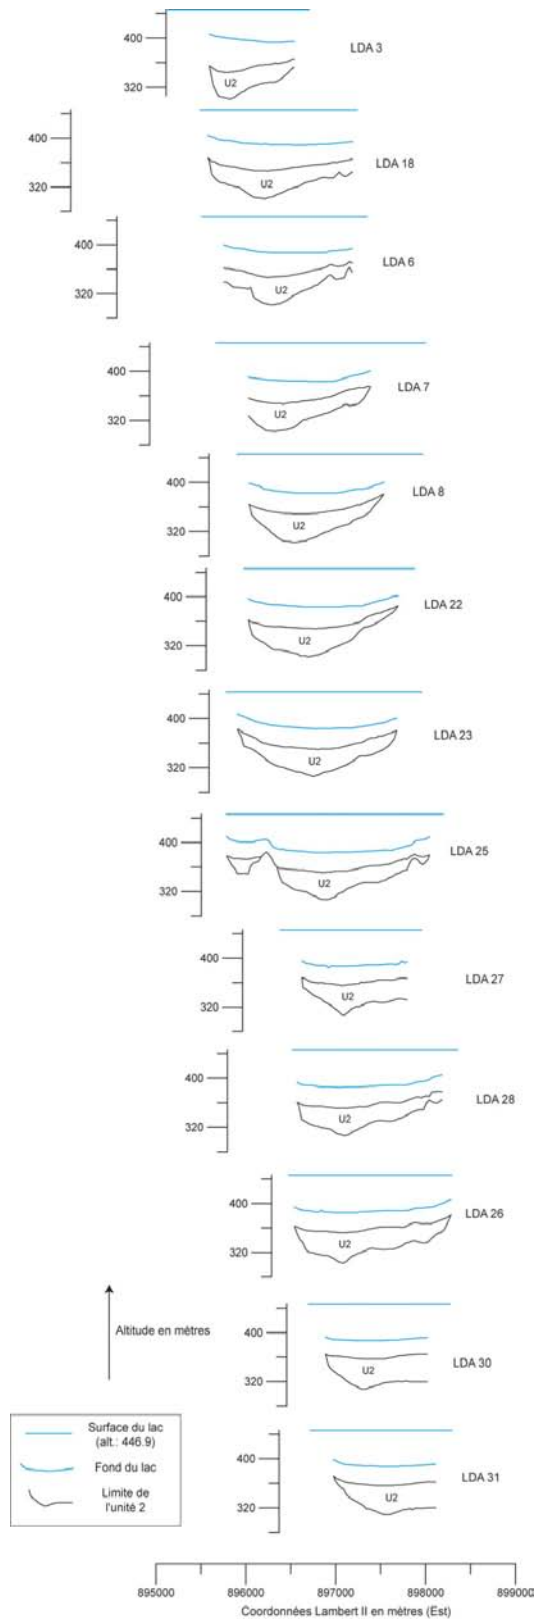 400
320
U2
LDA 3
400
320
U2
LDA 18
400
320
U2
LDA 6
400
320
U2
LDA 7
400
320
U2
LDA 8
400
320
U2
LDA 22
400
320
U2
LDA 23
400
320
U2
LDA 25
400
320
U2
LDA 27
400
320
U2
LDA 28
400
320
U2
LDA 26
Altitude en mètres
400
320
U2
LDA 30
Surface du lac
(alt.: 446.9)
Fond du lac
Limite de
l'unité 2
400
320
U2
LDA 31
895000 896000 897000 898000 899000
Coordonnées Lambert II en mètres (Est)